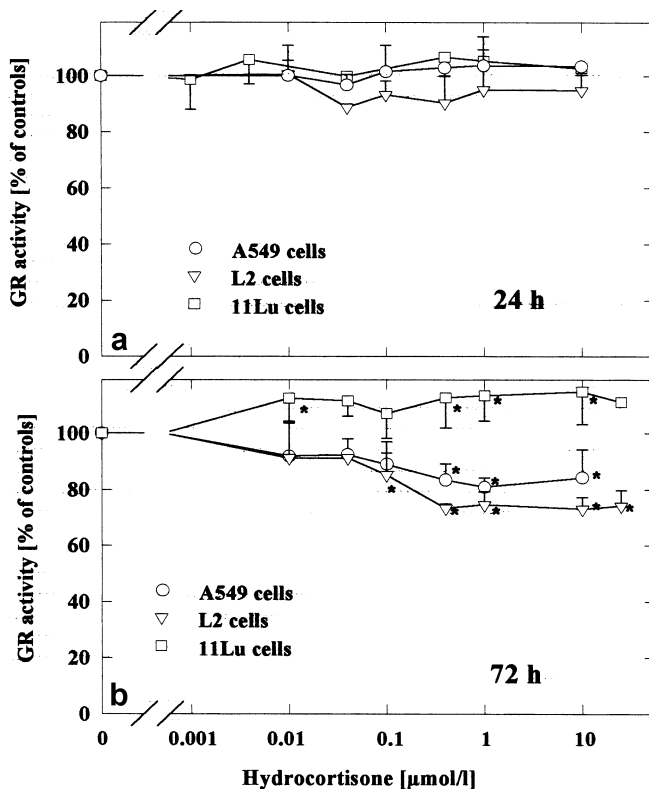 GR activity [% of controls]
100
80
60
40
20
0
A549 cells
L2 cells
11Lu cells
24 h
a
GR activity [% of controls]
100
80
60
40
20
0
* * * *
* * *
* * * * *
A549 cells
L2 cells
11Lu cells
72 h
b
0 0.001 0.01 0.1 1 10
Hydrocortisone [µmol/l]